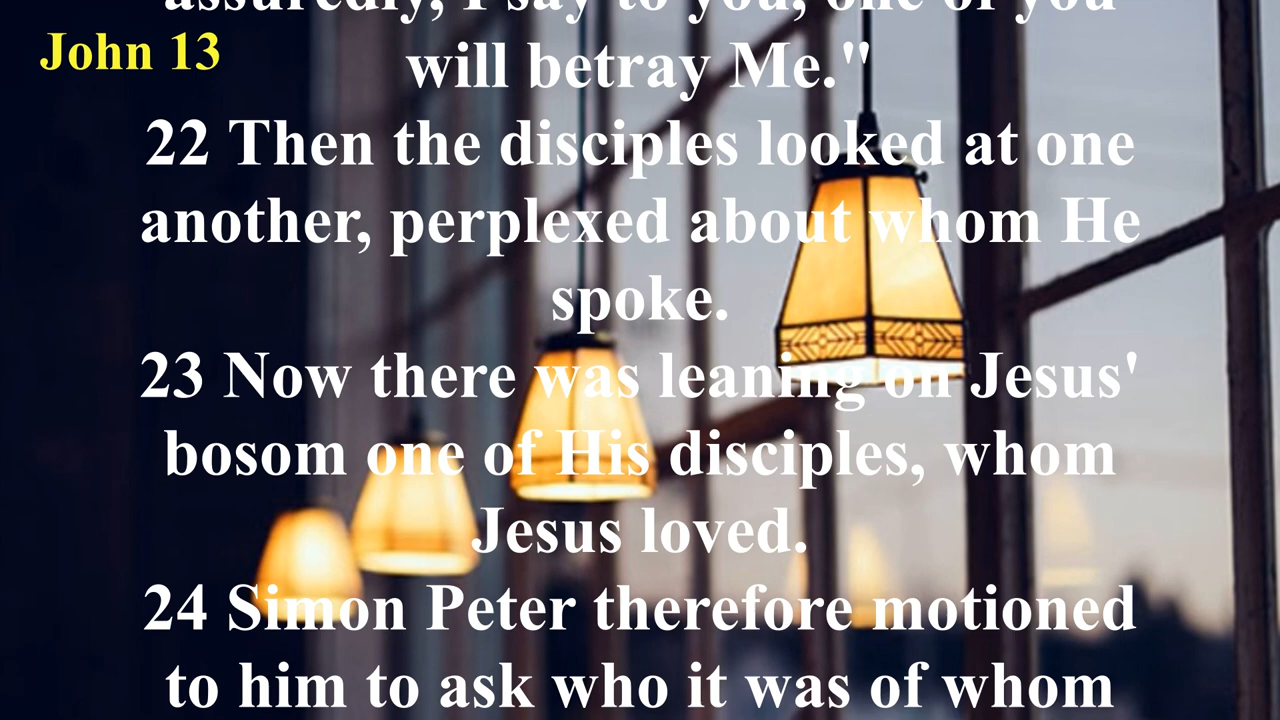 assuredly, I say to you, one of you
John 13
will betray Me."
22 Then the disciples looked at one
another, perplexed about whom He
spoke.
23 Now there was leaning on Jesus'
bosom one of His disciples, whom
Jesus loved.
24 Simon Peter therefore motioned
to him to ask who it was of whom